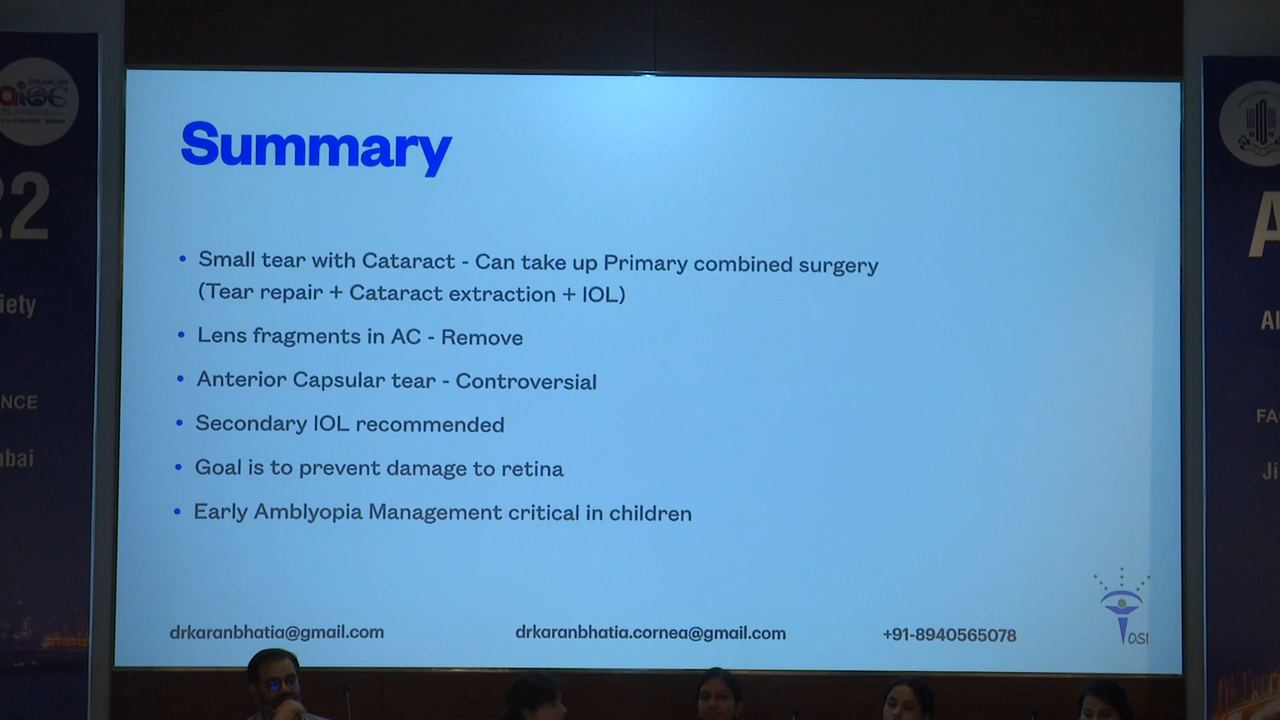 Summary
• Small tear with Cataract - Can take up Primary combined surgery
(Tear repair + Cataract extraction + IOL)
• Lens fragments in AC - Remove
• Anterior Capsular tear - Controversial
• Secondary IOL recommended
• Goal is to prevent damage to retina
• Early Amblyopia Management critical in children
drkaranbhatia@gmail.com
drkaranbhatia.cornea@gmail.com
+91-8940565078
OSI
DREAMCON
aioc
22
iety
NCE
bai
A
AI
FA
Ji